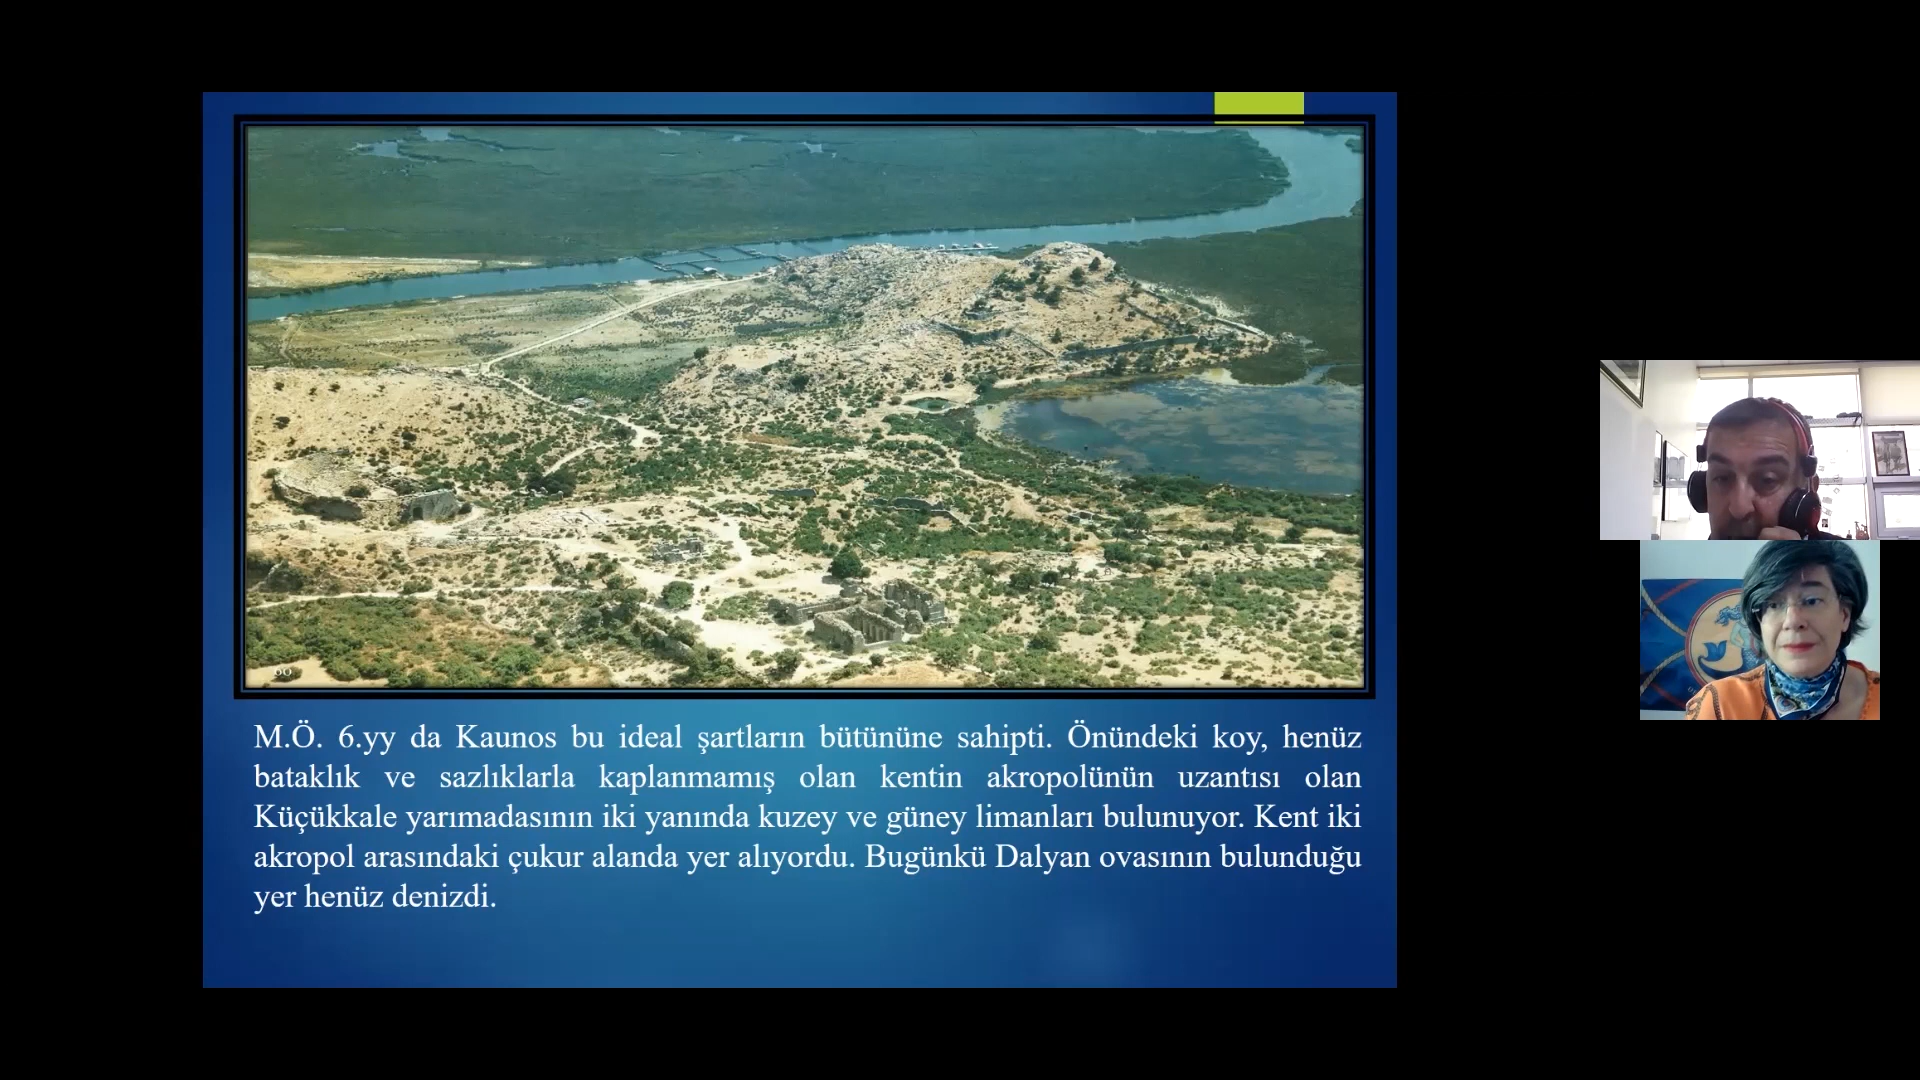 M.Ö. 6.yy da Kaunos bu ideal şartların bütününe sahipti. Önündeki koy, henüz
bataklık ve sazlıklarla kaplanmamış olan kentin akropolünün uzantısı olan
Küçükkale yarımadasının iki yanında kuzey ve güney limanları bulunuyor. Kent iki
akropol arasındaki çukur alanda yer alıyordu. Bugünkü Dalyan ovasının bulunduğu
yer henüz denizdi.